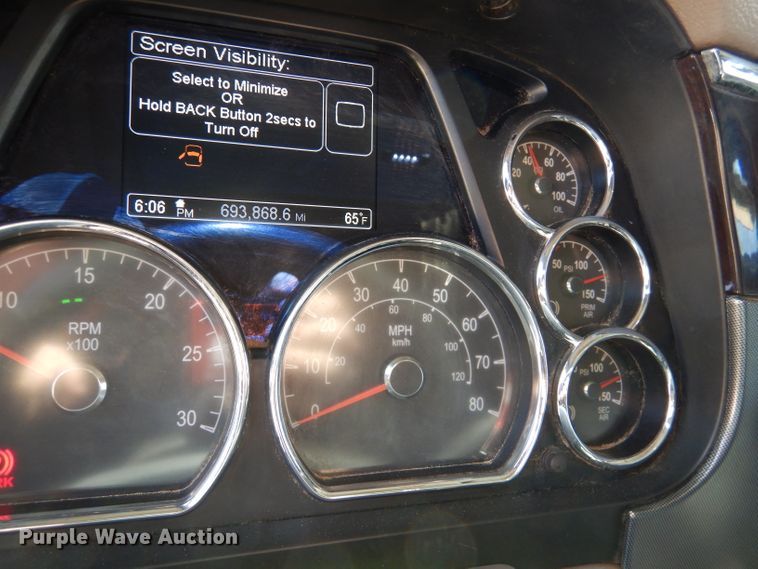 Screen Visibility:
Select to Minimize
OR
Hold BACK Button 2secs to
Turn Off
6:06 PM 693,868.6 Mi 65°F
10 15 20 25 30
RPM
x100
0 10 20 30 40 50 60 70 80
MPH
km/h
20 40 60 80 100 120
20 40 60 80 100
OIL
50 PSI 100 150
PRIM
AIR
PSI 100 150
SEC
AIR
RK
Purple Wave Auction